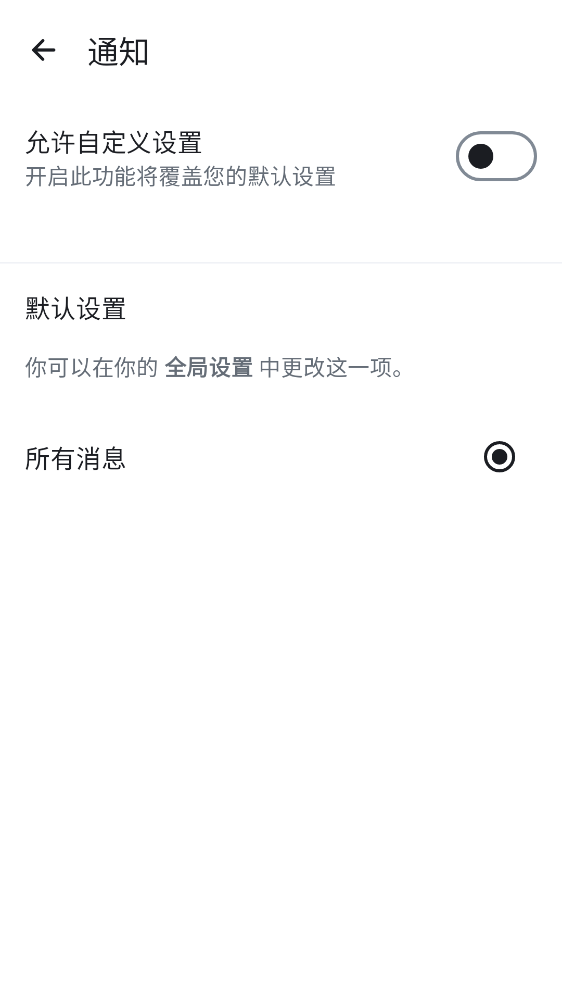 通知
允许自定义设置
开启此功能将覆盖您的默认设置
默认设置
你可以在你的 全局设置 中更改这一项。
所有消息